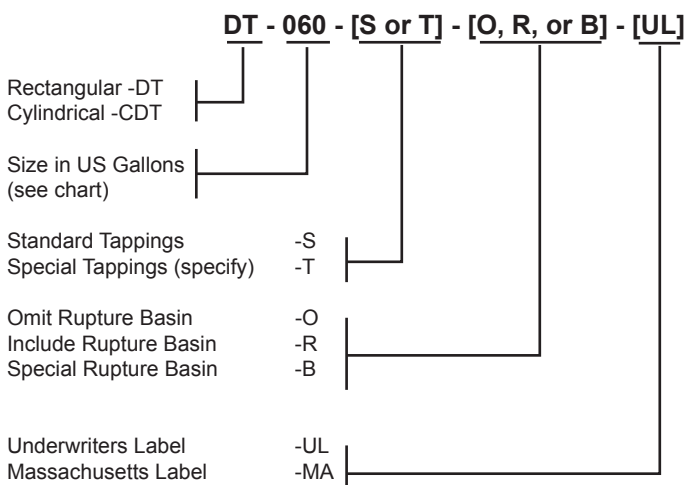 DT - 060 - [S or T] - [O, R, or B] - [UL]
Rectangular -DT
Cylindrical -CDT
Size in US Gallons
(see chart)
Standard Tappings -S
Special Tappings (specify) -T
Omit Rupture Basin -O
Include Rupture Basin -R
Special Rupture Basin -B
Underwriters Label -UL
Massachusetts Label -MA